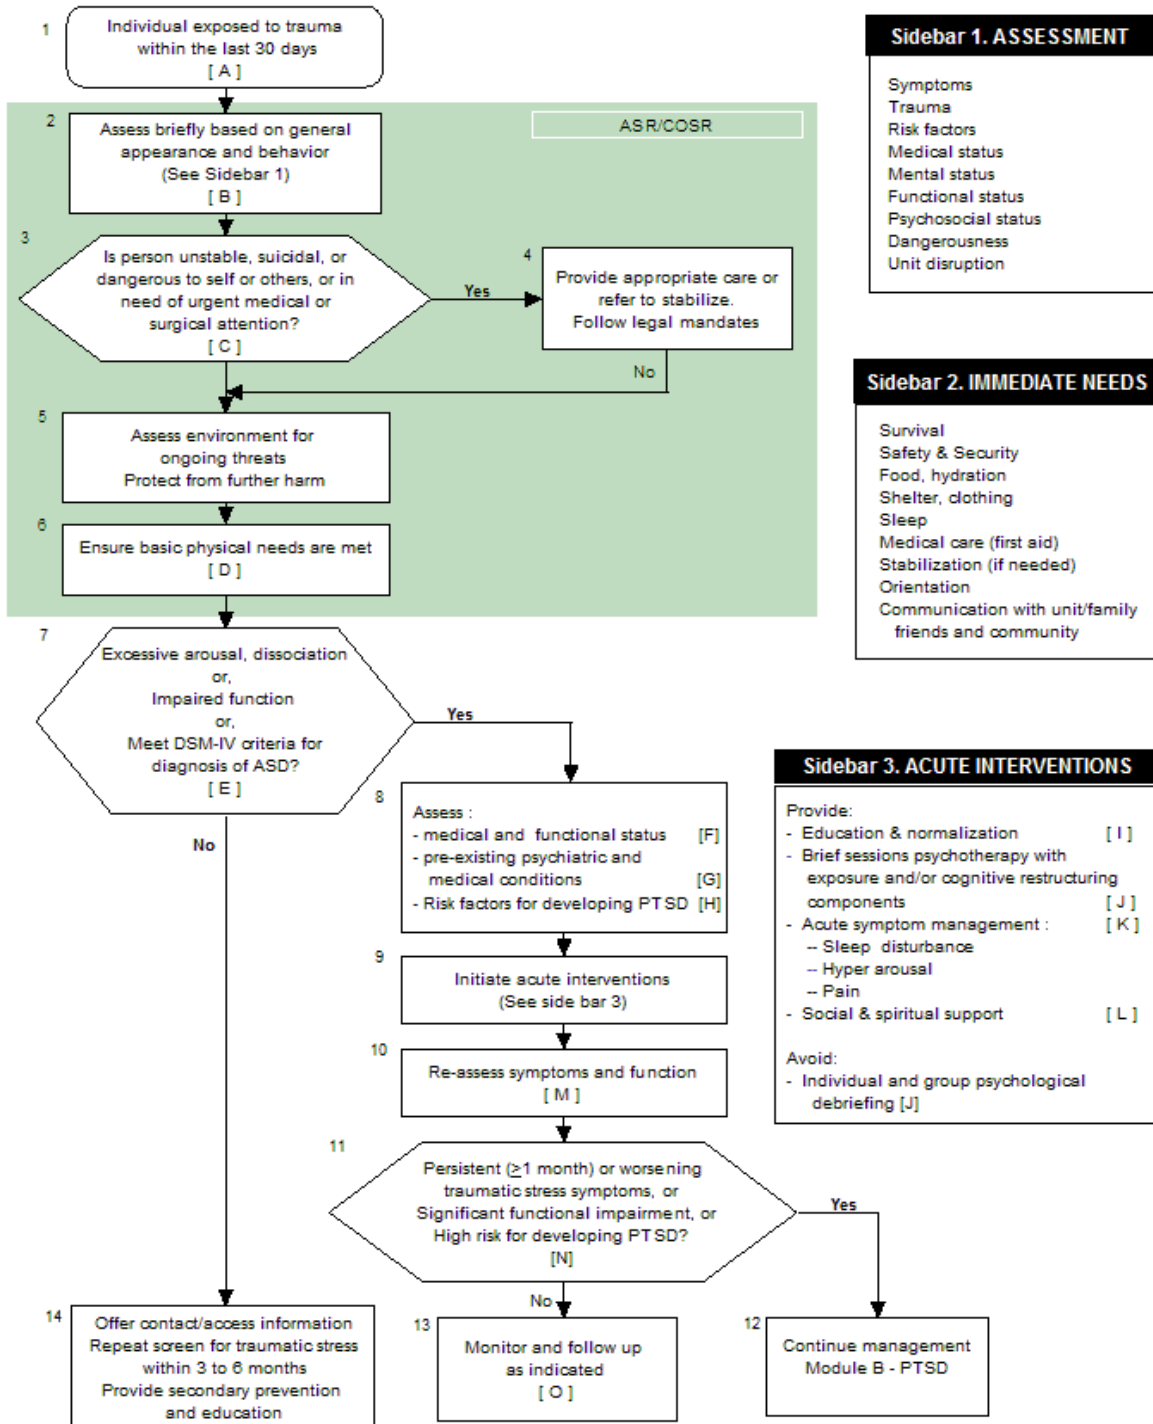 1
Individual exposed to trauma
within the last 30 days
[ A ]
2
Assess briefly based on general
appearance and behavior
(See Sidebar 1)
[ B ]
ASR/COSR
3
Is person unstable, suicidal, or
dangerous to self or others, or in
need of urgent medical or
surgical attention?
[ C ]
Yes
4
Provide appropriate care or
refer to stabilize.
Follow legal mandates
No
5
Assess environment for
ongoing threats
Protect from further harm
6
Ensure basic physical needs are met
[ D ]
7
Excessive arousal, dissociation
or,
Impaired function
or,
Meet DSM-IV criteria for
diagnosis of ASD?
[ E ]
Yes
No
8
Assess :
- medical and functional status [F]
- pre-existing psychiatric and
medical conditions [G]
- Risk factors for developing PTSD [H]
9
Initiate acute interventions
(See side bar 3)
10
Re-assess symptoms and function
[ M ]
11
Persistent (≥1 month) or worsening
traumatic stress symptoms, or
Significant functional impairment, or
High risk for developing PTSD?
[N]
Yes
No
12
Continue management
Module B - PTSD
13
Monitor and follow up
as indicated
[ O ]
14
Offer contact/access information
Repeat screen for traumatic stress
within 3 to 6 months
Provide secondary prevention
and education
Sidebar 1. ASSESSMENT
Symptoms
Trauma
Risk factors
Medical status
Mental status
Functional status
Psychosocial status
Dangerousness
Unit disruption
Sidebar 2. IMMEDIATE NEEDS
Survival
Safety & Security
Food, hydration
Shelter, clothing
Sleep
Medical care (first aid)
Stabilization (if needed)
Orientation
Communication with unit/family
friends and community
Sidebar 3. ACUTE INTERVENTIONS
Provide:
- Education & normalization [ I ]
- Brief sessions psychotherapy with
exposure and/or cognitive restructuring
components [ J ]
- Acute symptom management : [ K ]
-- Sleep disturbance
-- Hyper arousal
-- Pain
- Social & spiritual support [ L ]
Avoid:
- Individual and group psychological
debriefing [J]